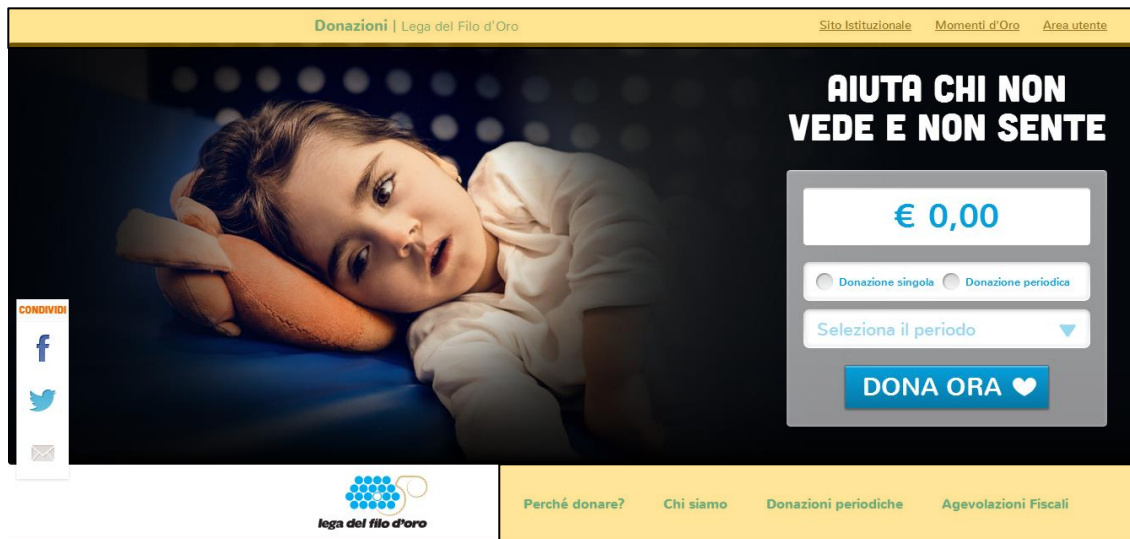 Donazioni | Lega del Filo d'Oro
Sito Istituzionale Momenti d'Oro Area utente
AIUTA CHI NON
VEDE E NON SENTE
€ 0,00
Donazione singola Donazione periodica
Seleziona il periodo
DONA ORA
CONDIVIDI
lega del filo d'oro
Perché donare? Chi siamo Donazioni periodiche Agevolazioni Fiscali